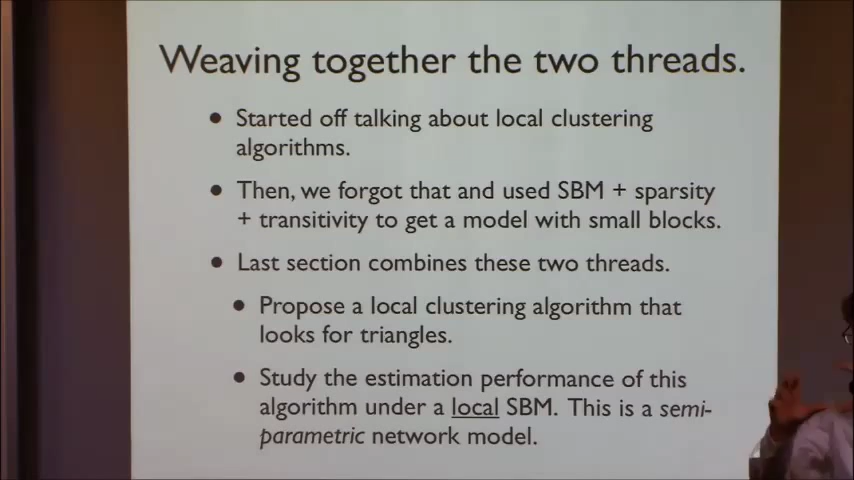 Weaving together the two threads.
• Started off talking about local clustering
algorithms.
• Then, we forgot that and used SBM + sparsity
+ transitivity to get a model with small blocks.
• Last section combines these two threads.
• Propose a local clustering algorithm that
looks for triangles.
• Study the estimation performance of this
algorithm under a local SBM. This is a semi-
parametric network model.